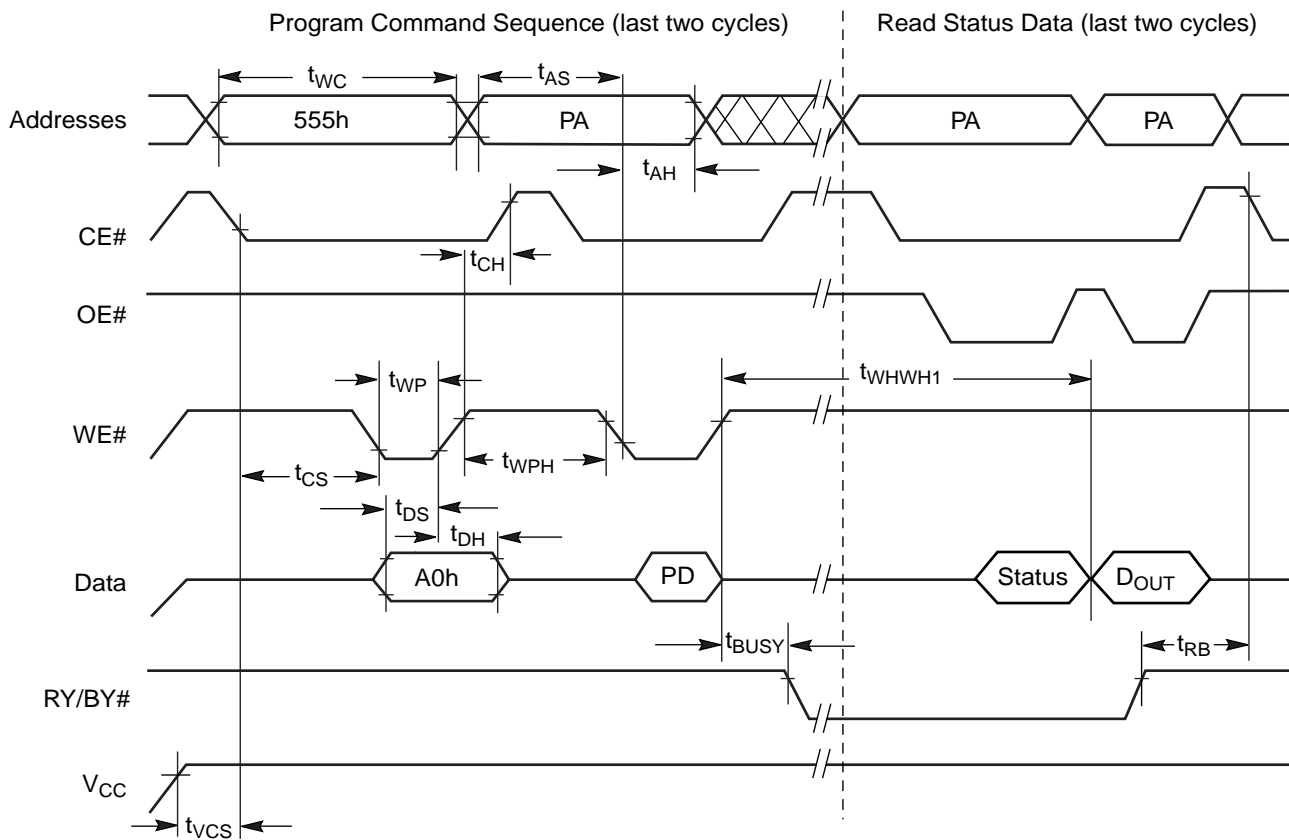 Program Command Sequence (last two cycles)
Read Status Data (last two cycles)
tWC
tAS
Addresses
555h
PA
PA
PA
tAH
CE#
tCH
OE#
tWP
tWHWH1
WE#
tCS
tWPH
tDS
tDH
Data
A0h
PD
Status
DOUT
tBUSY
tRB
RY/BY#
VCC
tVCS